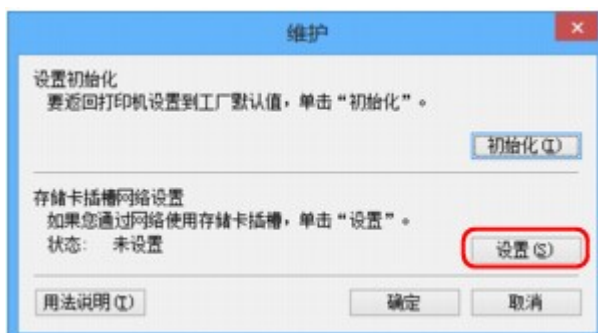 维护
设置初始化
要返回打印机设置到工厂默认值，单击“初始化”。
初始化(I)
存储卡插槽网络设置
如果您通过网络使用存储卡插槽，单击“设置”。
状态： 未设置
设置(S)
用法说明(T) 确定 取消